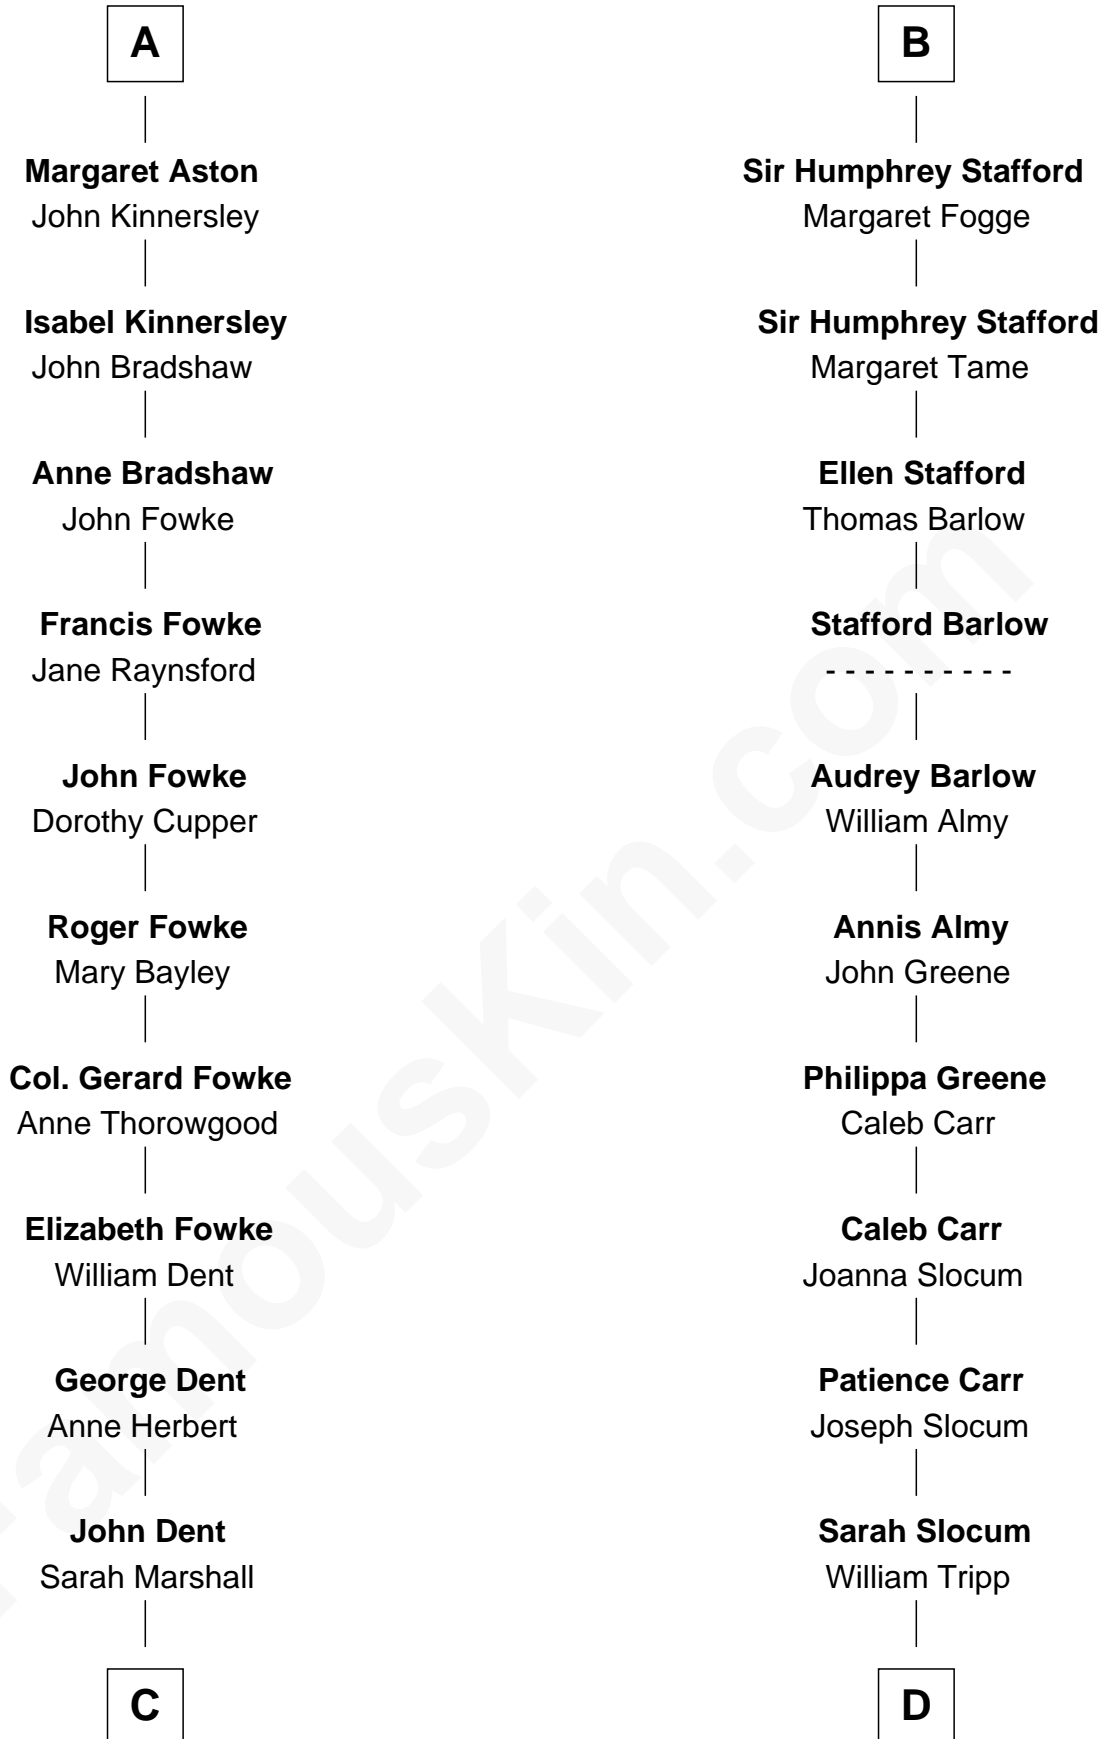 A
Margaret Aston
John Kinnersley
Isabel Kinnersley
John Bradshaw
Anne Bradshaw
John Fowke
Francis Fowke
Jane Raynsford
John Fowke
Dorothy Cupper
Roger Fowke
Mary Bayley
Col. Gerard Fowke
Anne Thorowgood
Elizabeth Fowke
William Dent
George Dent
Anne Herbert
John Dent
Sarah Marshall
C
B
Sir Humphrey Stafford
Margaret Fogge
Sir Humphrey Stafford
Margaret Tame
Ellen Stafford
Thomas Barlow
Stafford Barlow
- - - - - - - - - -
Audrey Barlow
William Almy
Annis Almy
John Greene
Philippa Greene
Caleb Carr
Caleb Carr
Joanna Slocum
Patience Carr
Joseph Slocum
Sarah Slocum
William Tripp
D
FamousKin.com